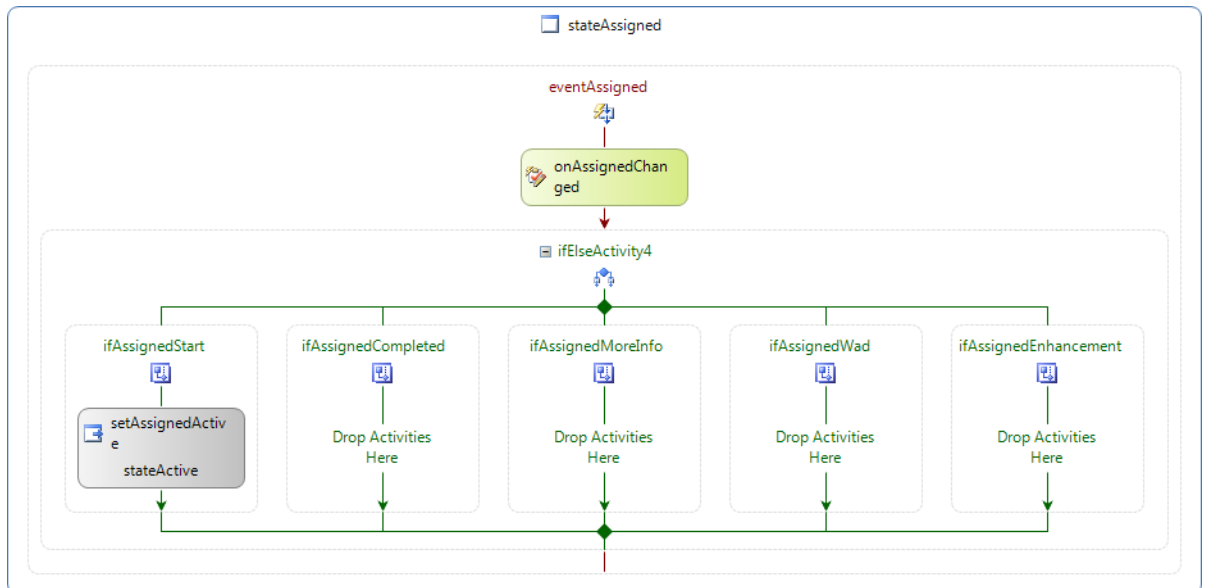 stateAssigned
eventAssigned
onAssignedChan
ged
ifElseActivity4
ifAssignedStart
ifAssignedCompleted
ifAssignedMoreInfo
ifAssignedWad
ifAssignedEnhancement
setAssignedActiv
e
stateActive
Drop Activities
Here
Drop Activities
Here
Drop Activities
Here
Drop Activities
Here